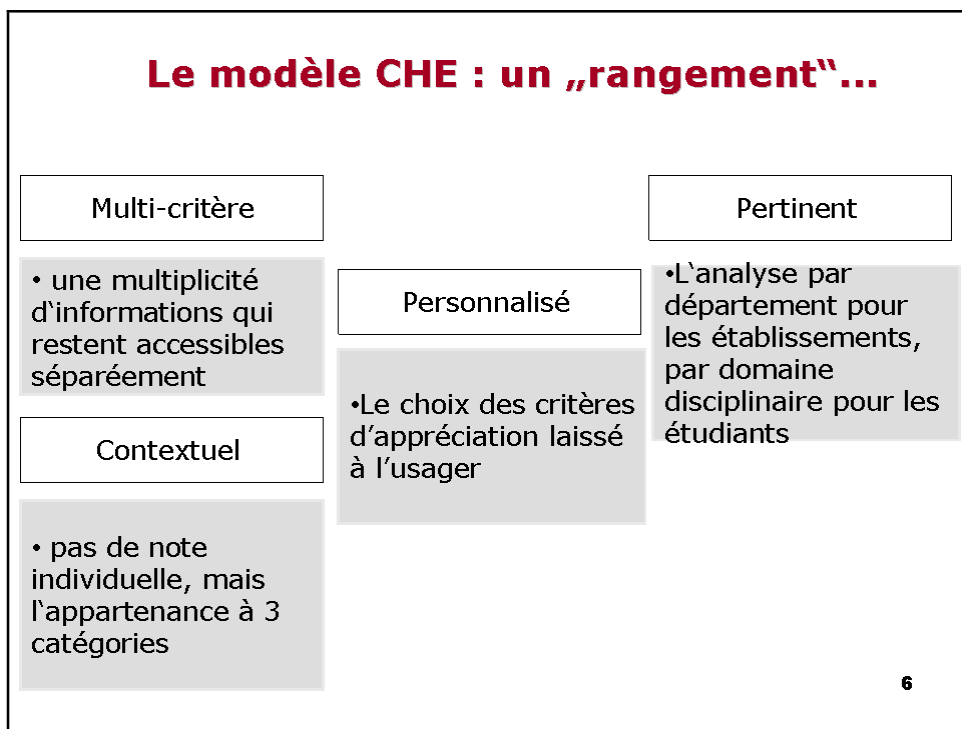 Le modèle CHE : un „rangement“...
Multi-critère
• une multiplicité
d‘informations qui
restent accessibles
séparéement
Contextuel
• pas de note
individuelle, mais
l‘appartenance à 3
catégories
Personnalisé
•Le choix des critères
d’appréciation laissé
à l’usager
Pertinent
•L‘analyse par
département pour
les établissements,
par domaine
disciplinaire pour les
étudiants
6